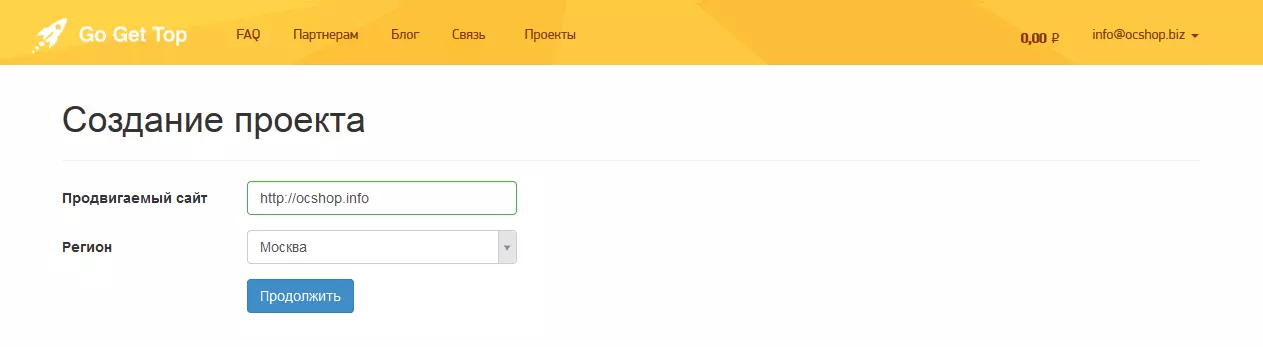 Go Get Top FAQ Партнерам Блог Связь Проекты 0,00 ₽ info@ocshop.biz
Создание проекта
Продвигаемый сайт http://ocshop.info
Регион Москва
Продолжить